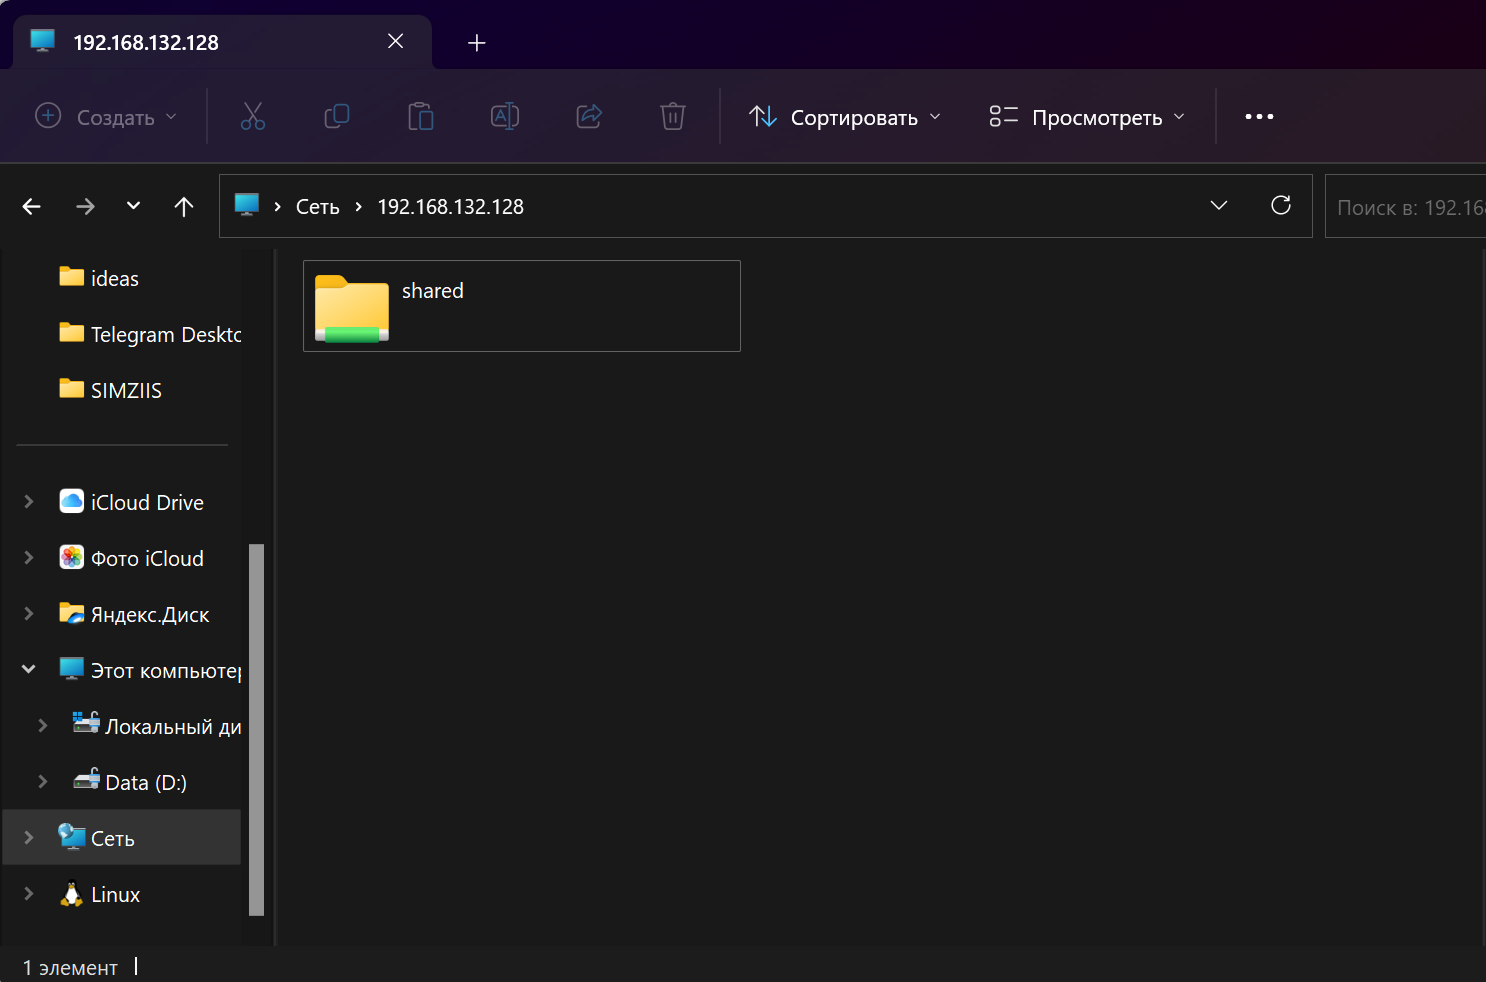 192.168.132.128
Создать
Сортировать
Просмотреть
Сеть
192.168.132.128
Поиск в: 192.16
ideas
Telegram Deskto
SIMZIIS
iCloud Drive
Фото iCloud
Яндекс.Диск
Этот компьютер
Локальный ди
Data (D:)
Сеть
Linux
shared
1 элемент